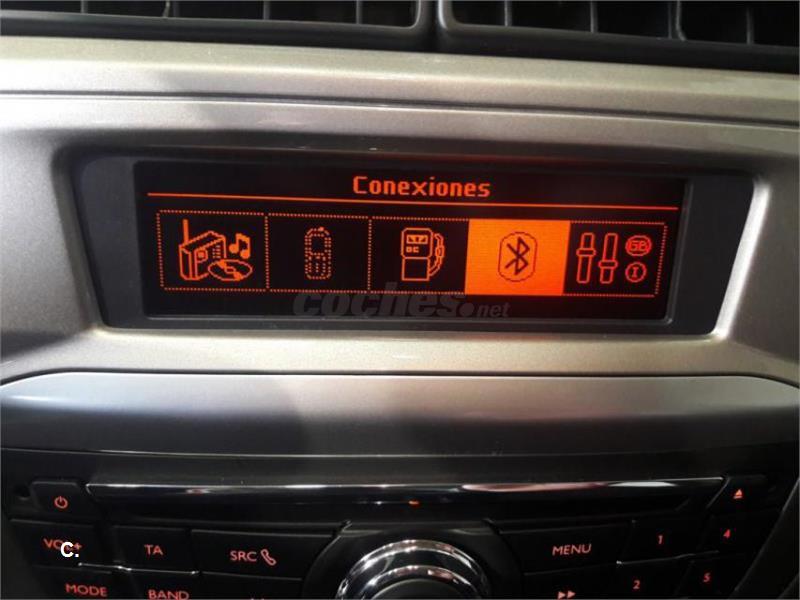 Conexiones
coches.net
VOL+
C:
TA
SRC
MENU
1
4
MODE
BAND
2
5